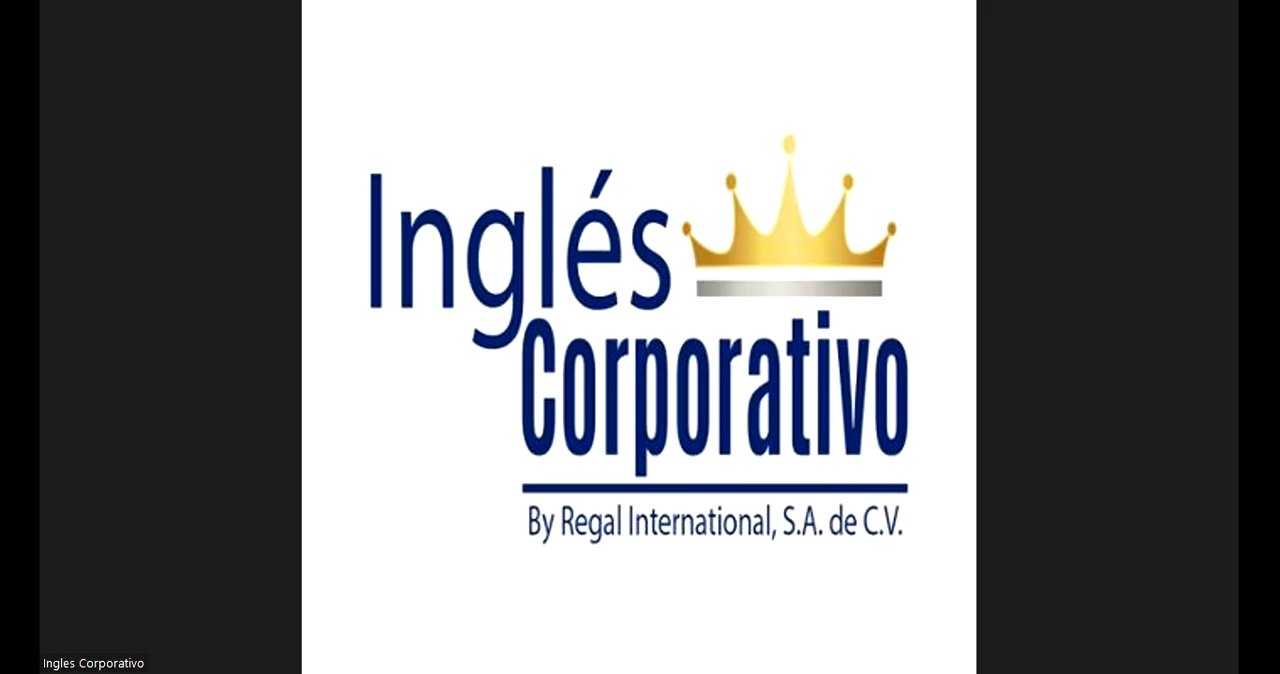 Inglés
Corporativo
By Regal International, S.A. de C.V.
Ingles Corporativo